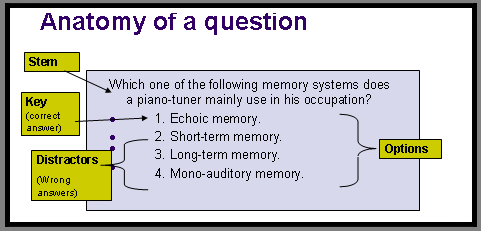 Anatomy of a question
Stem
Which one of the following memory systems does
a piano-tuner mainly use in his occupation?
Key
(correct
answer)
1. Echoic memory.
2. Short-term memory.
3. Long-term memory.
4. Mono-auditory memory.
Distractors
(Wrong
answers)
Options